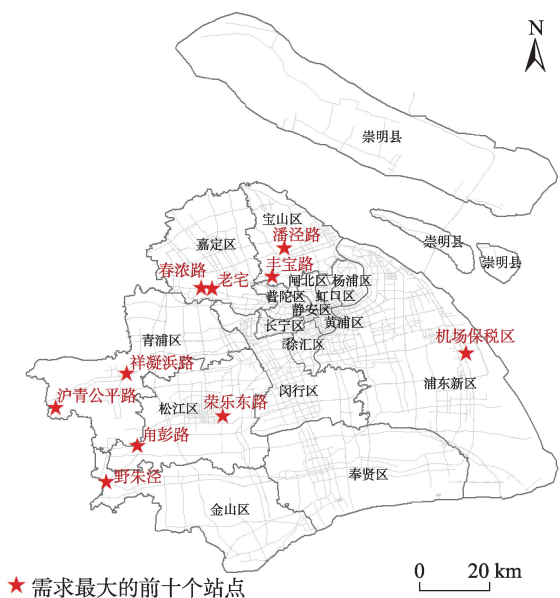 N
崇明县
崇明县
崇明县
宝山区
潘泾路
嘉定区
丰宝路
春浓路
老宅
闸北区
杨浦区
普陀区
虹口区
静安区
长宁区
黄浦区
徐汇区
机场保税区
青浦区
祥凝浜路
浦东新区
沪青公平路
松江区
荣乐东路
闵行区
甪彭路
野朱泾
奉贤区
金山区
需求最大的前十个站点
0 20 km